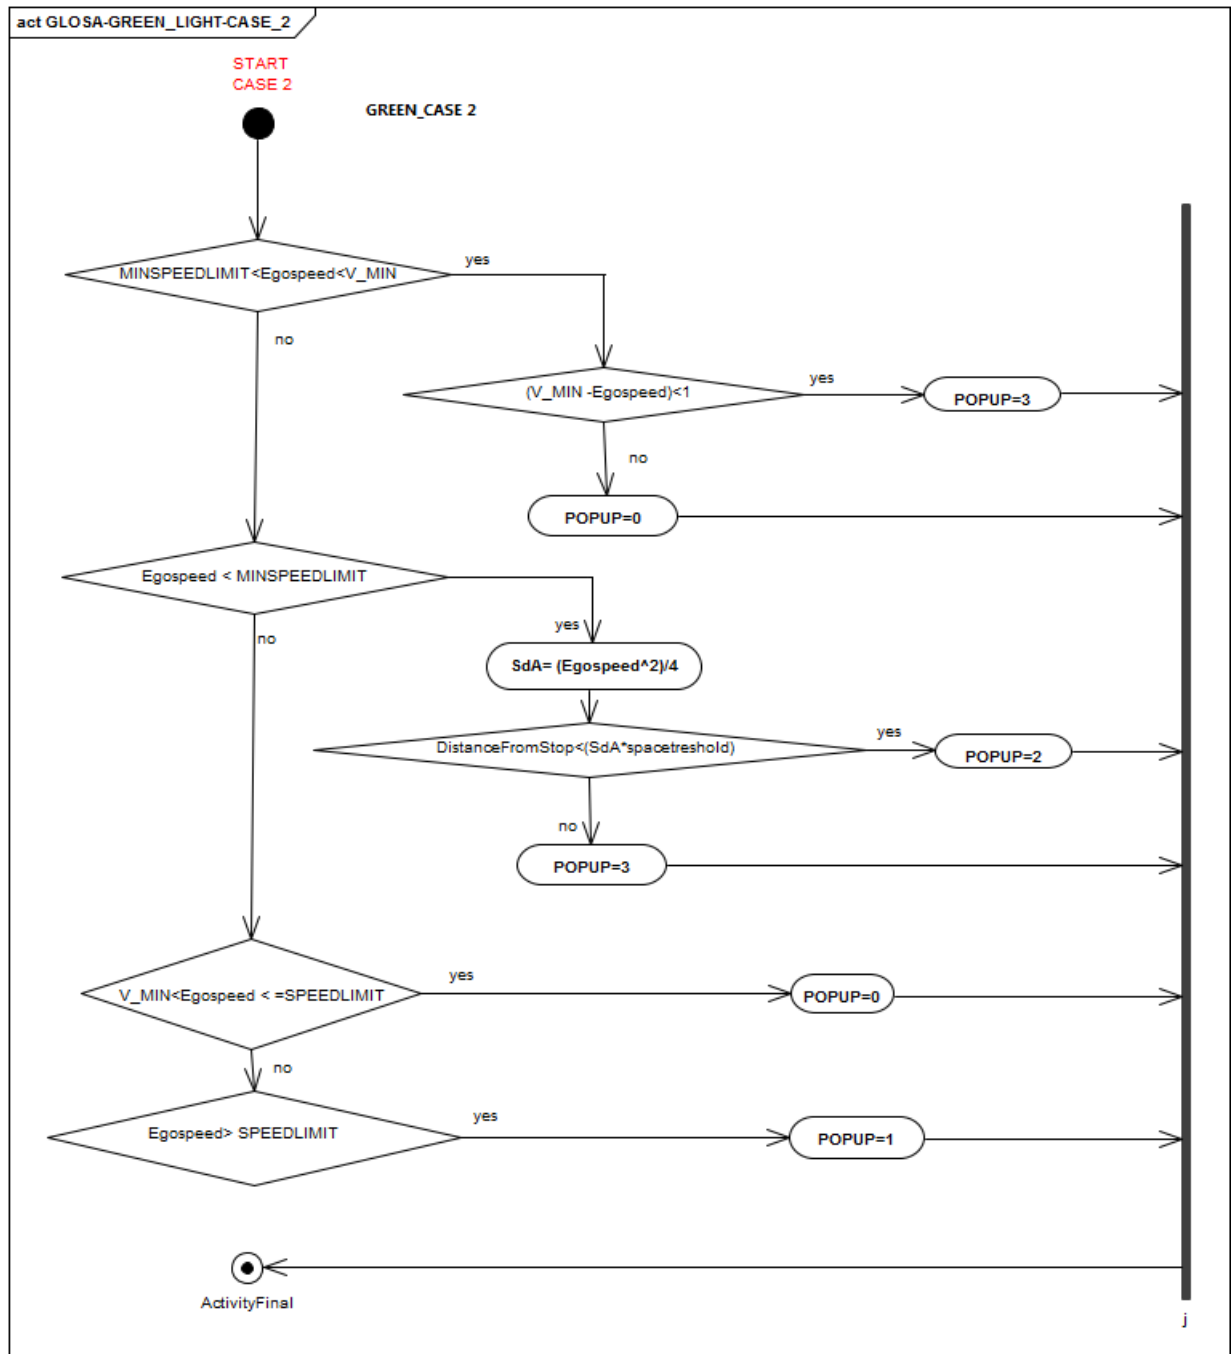 act GLOSA-GREEN_LIGHT-CASE_2
START
CASE 2
GREEN_CASE 2
MINSPEEDLIMIT<Egospeed<V_MIN
yes
no
(V_MIN -Egospeed)<1
yes
POPUP=3
no
POPUP=0
Egospeed < MINSPEEDLIMIT
yes
no
SdA= (Egospeed^2)/4
DistanceFromStop<(SdA*spacetreshold)
yes
POPUP=2
no
POPUP=3
V_MIN<Egospeed < =SPEEDLIMIT
yes
POPUP=0
no
Egospeed> SPEEDLIMIT
yes
POPUP=1
ActivityFinal
j